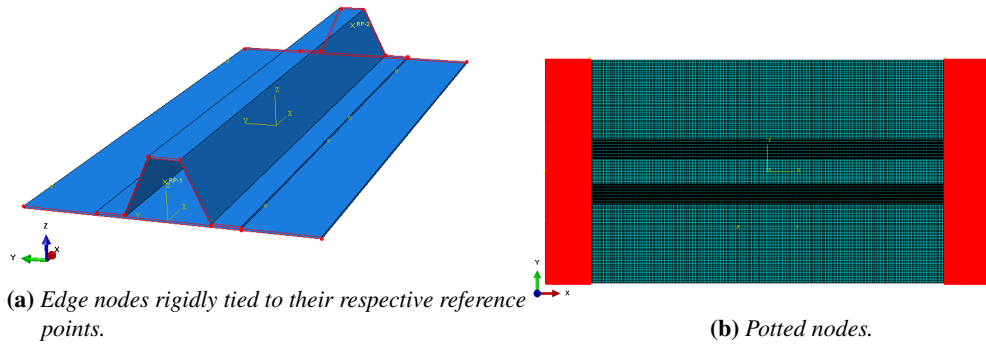 RP-2
Z
Y
X
RP-1
Z
X
Z
Y
X
Y
X
Y
X
(a) Edge nodes rigidly tied to their respective reference
points.
(b) Potted nodes.